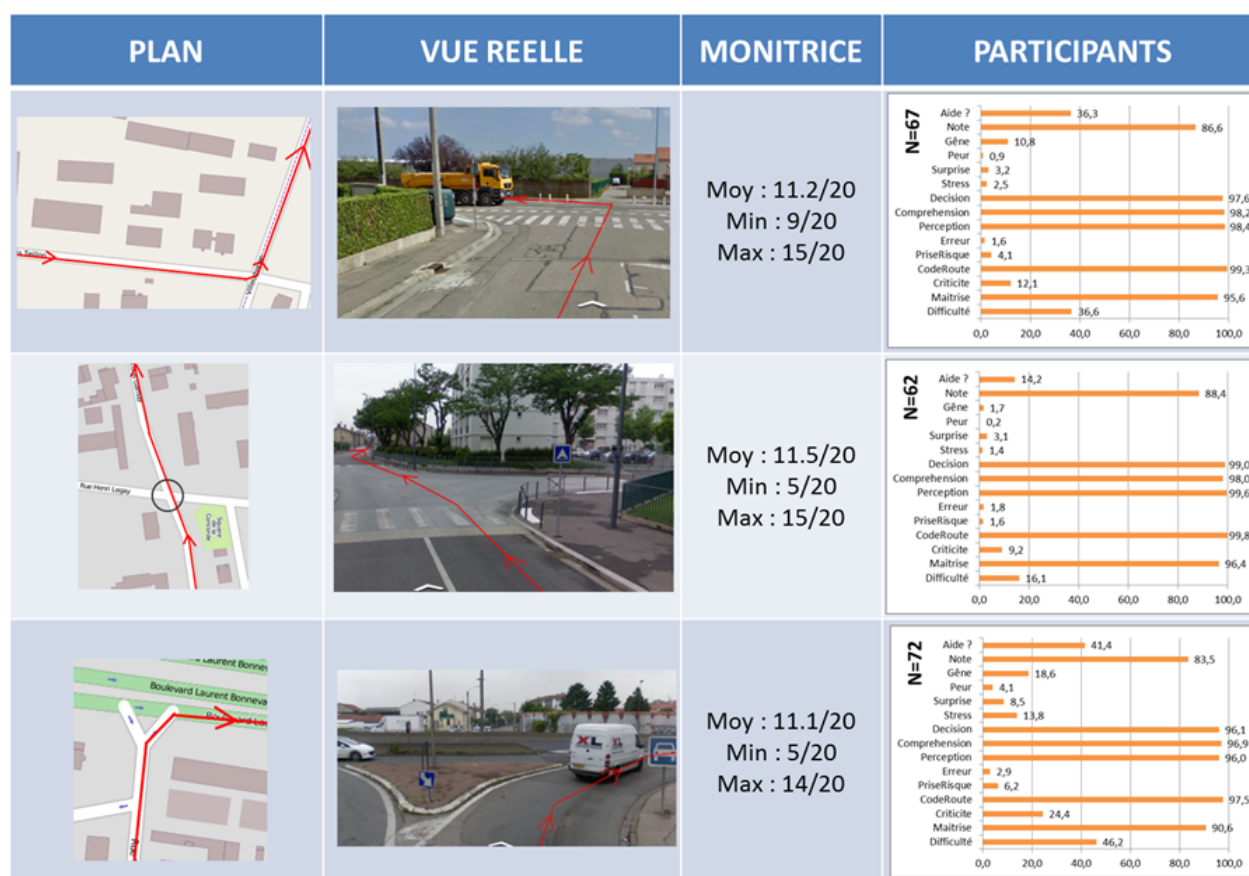 PLAN
VUE REELLE
MONITRICE
PARTICIPANTS
Moy : 11.2/20
Min : 9/20
Max : 15/20
N=67
Aide ? 36,3
Note 86,6
Gêne 10,8
Peur 0,9
Surprise 3,2
Stress 2,5
Decision 97,6
Comprehension 98,2
Perception 98,4
Erreur 1,6
PriseRisque 4,1
CodeRoute 99,3
Criticite 12,1
Maitrise 95,6
Difficulté 36,6
0,0 20,0 40,0 60,0 80,0 100,0
Rue Henri Legay
Square de la Concorde
Moy : 11.5/20
Min : 5/20
Max : 15/20
N=62
Aide ? 14,2
Note 88,4
Gêne 1,7
Peur 0,2
Surprise 3,1
Stress 1,4
Decision 99,0
Comprehension 98,0
Perception 99,6
Erreur 1,8
PriseRisque 1,6
CodeRoute 99,8
Criticite 9,2
Maitrise 96,4
Difficulté 16,1
0,0 20,0 40,0 60,0 80,0 100,0
Laurent Bonnev
Boulevard Laurent Bonneva
Boulevard
XL XL
Moy : 11.1/20
Min : 5/20
Max : 14/20
N=72
Aide ? 41,4
Note 83,5
Gêne 18,6
Peur 4,1
Surprise 8,5
Stress 13,8
Decision 96,1
Comprehension 96,9
Perception 96,0
Erreur 2,9
PriseRisque 6,2
CodeRoute 97,5
Criticite 24,4
Maitrise 90,6
Difficulté 46,2
0,0 20,0 40,0 60,0 80,0 100,0